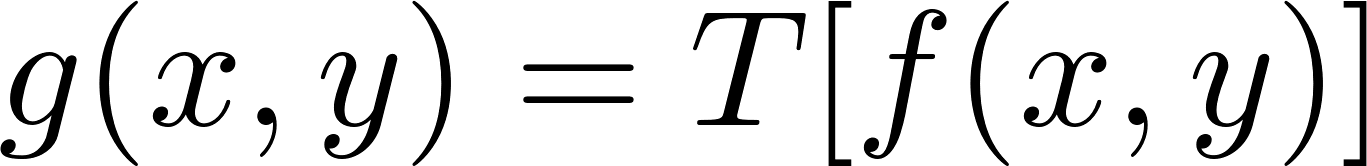 g(x, y) = T[f(x, y)]